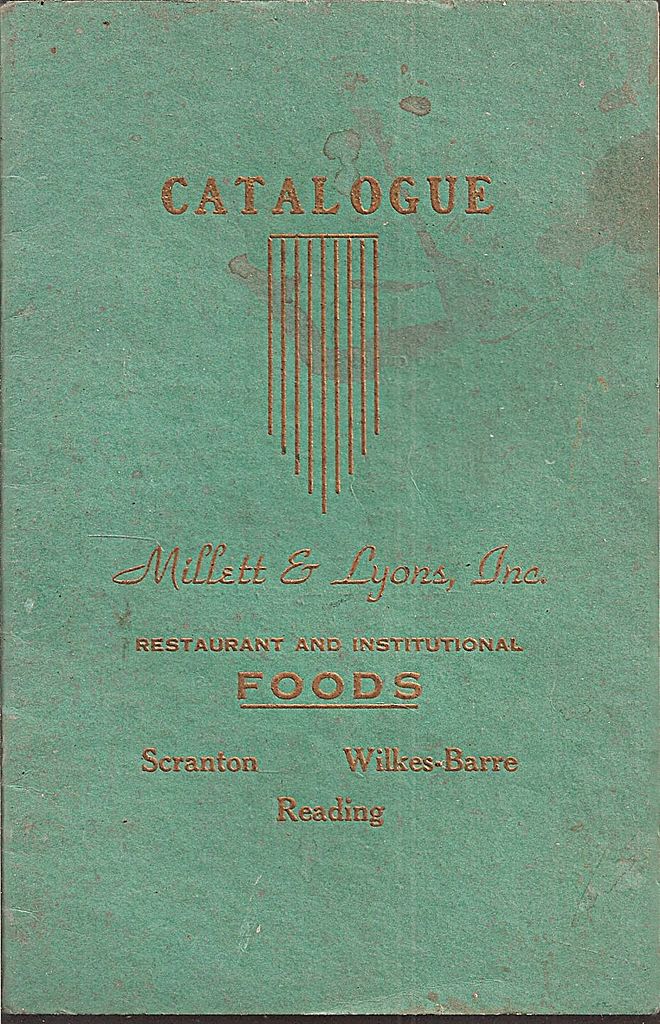 CATALOGUE
Millett & Lyons, Inc.
RESTAURANT AND INSTITUTIONAL
FOODS
Scranton Wilkes-Barre
Reading